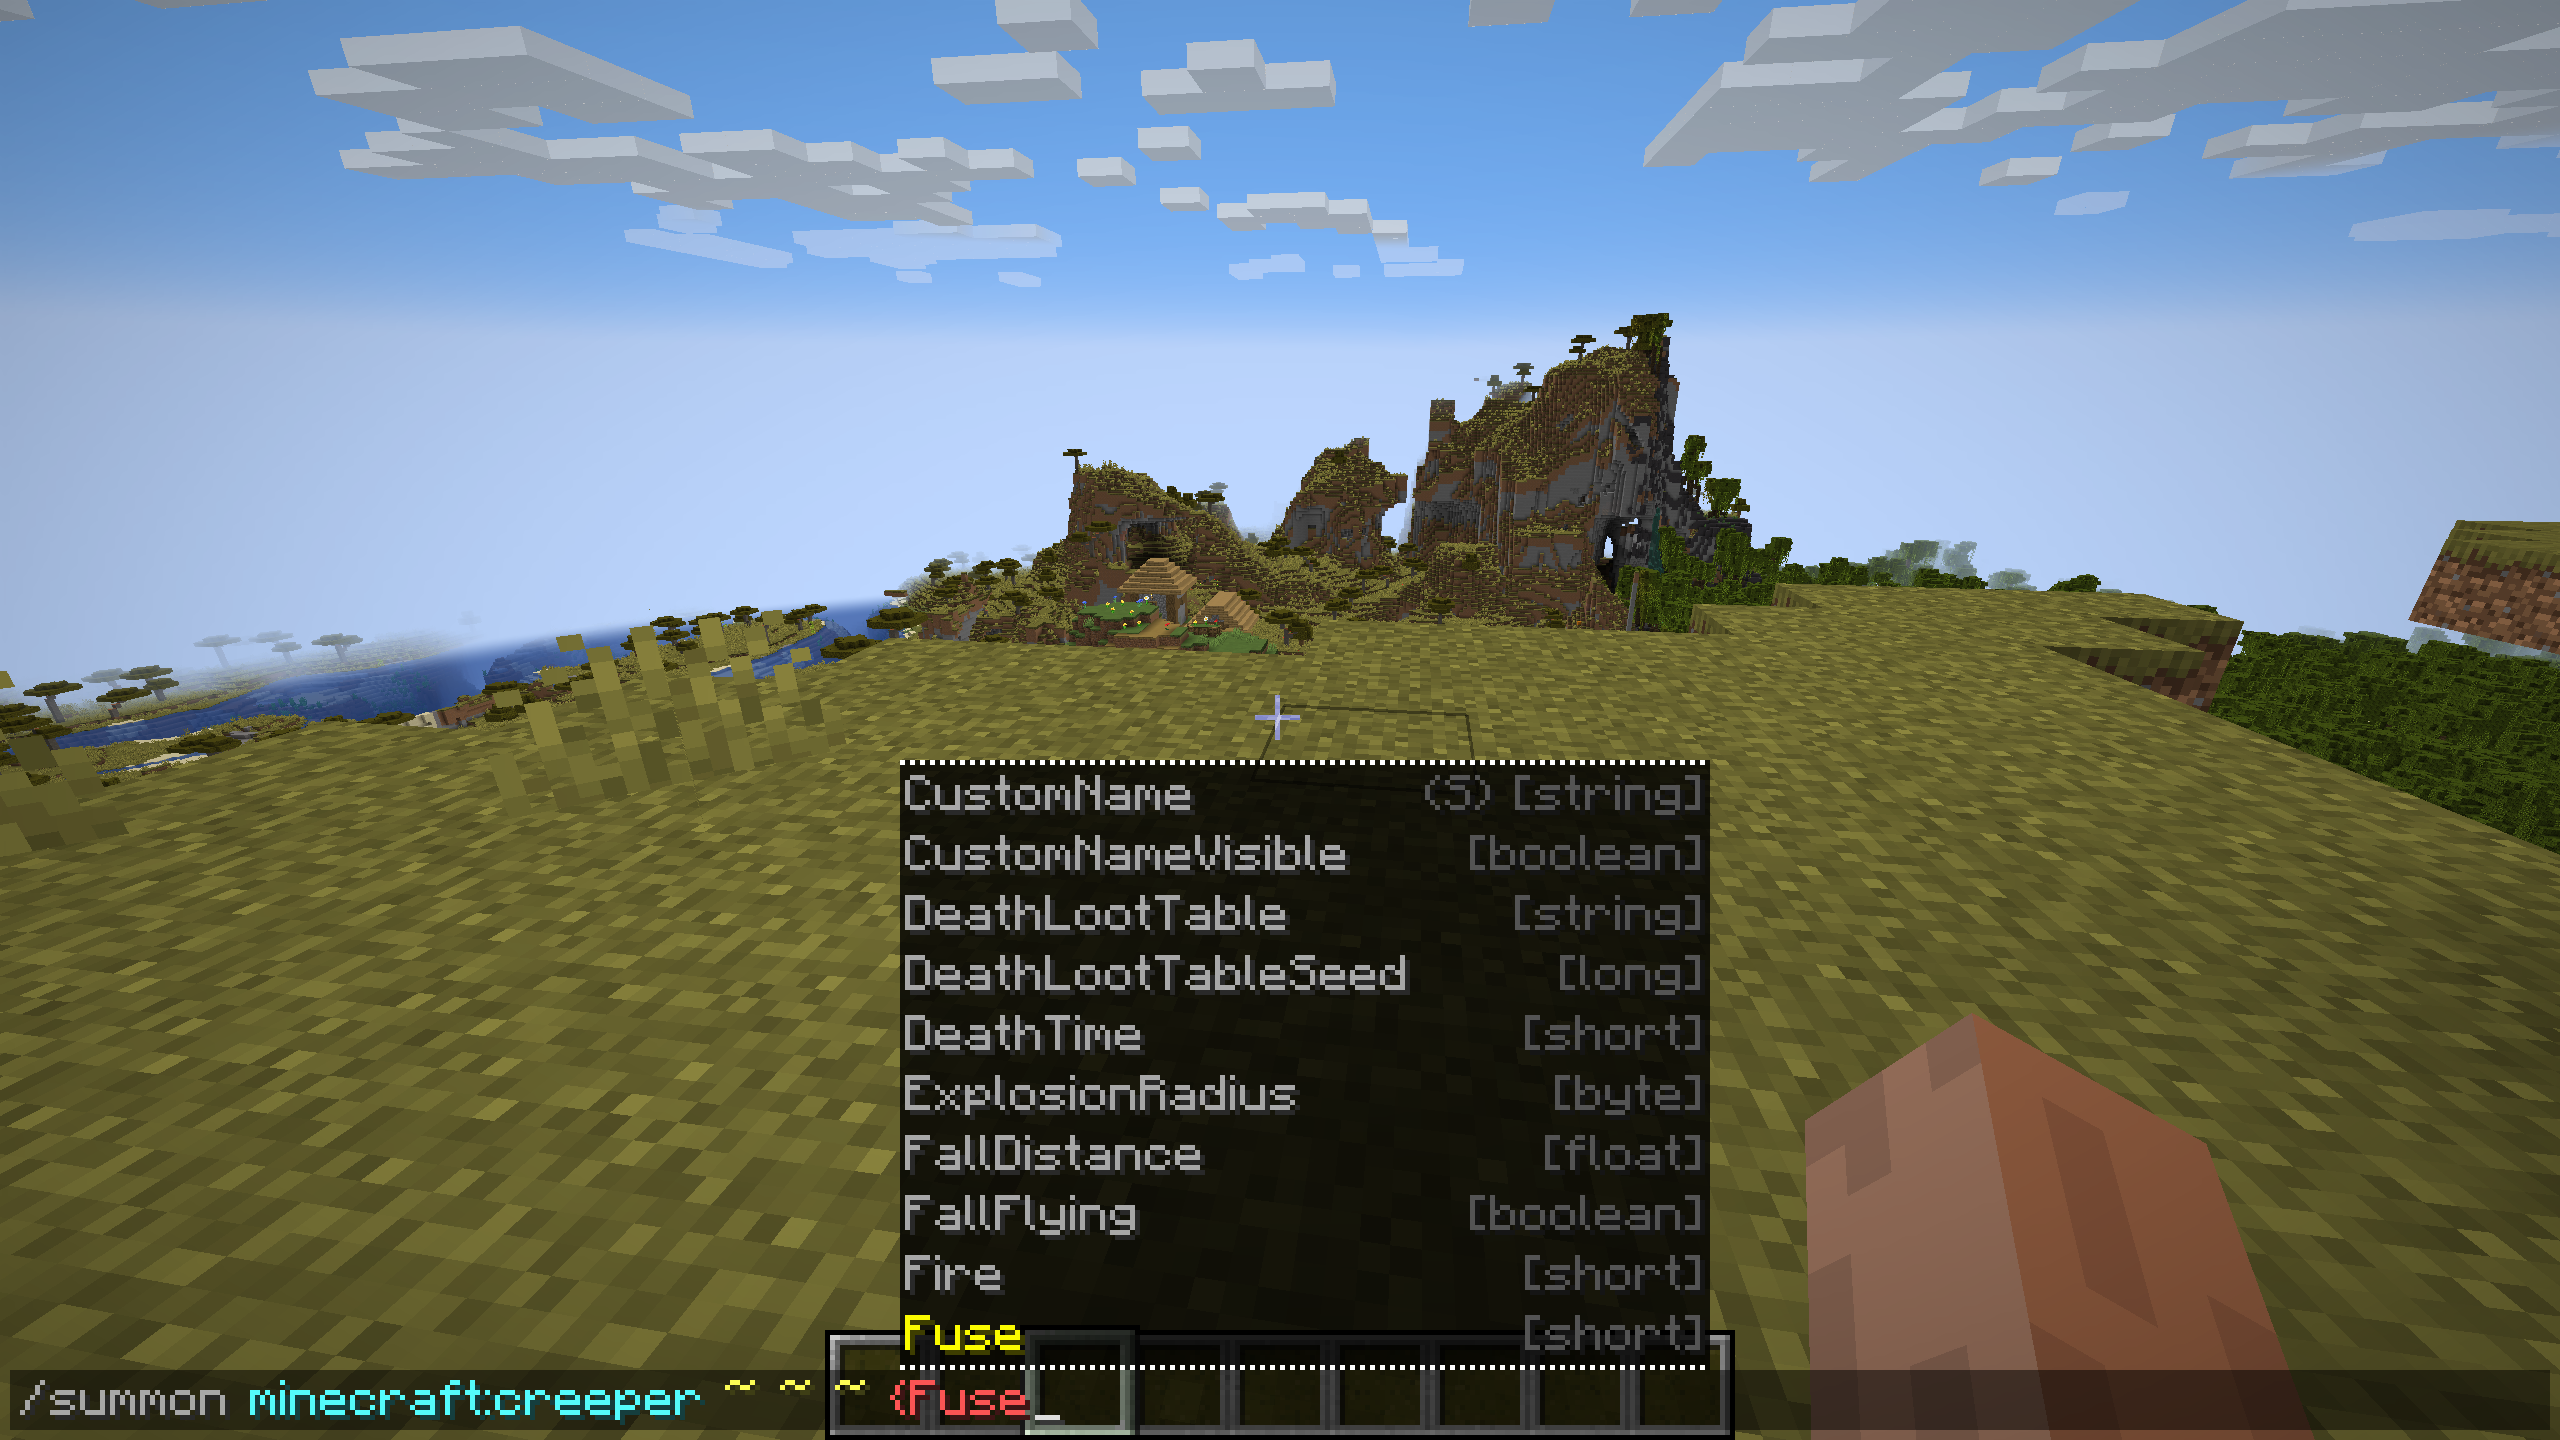 CustomName (S) [string]
CustomNameVisible [boolean]
DeathLootTable [string]
DeathLootTableSeed [long]
DeathTime [short]
ExplosionRadius [byte]
FallDistance [float]
FallFlying [boolean]
Fire [short]
Fuse [short]
/summon minecraft:creeper ~ ~ ~ {Fuse_